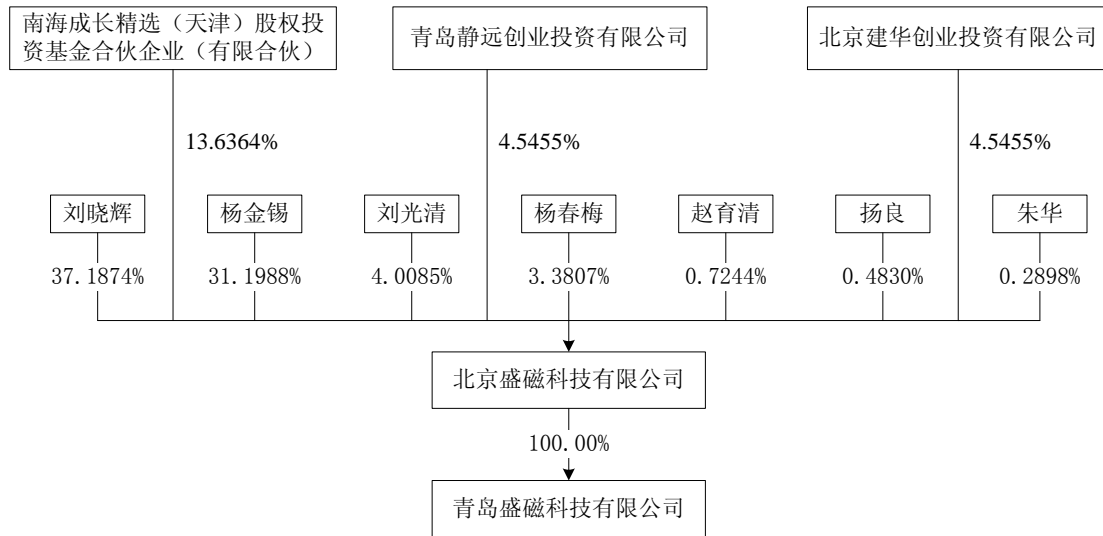 南海成长精选（天津）股权投
资基金合伙企业（有限合伙）
青岛静远创业投资有限公司
北京建华创业投资有限公司
13.6364%
4.5455%
4.5455%
刘晓辉
杨金锡
刘光清
杨春梅
赵育清
扬良
朱华
37.1874%
31.1988%
4.0085%
3.3807%
0.7244%
0.4830%
0.2898%
北京盛磁科技有限公司
100.00%
青岛盛磁科技有限公司